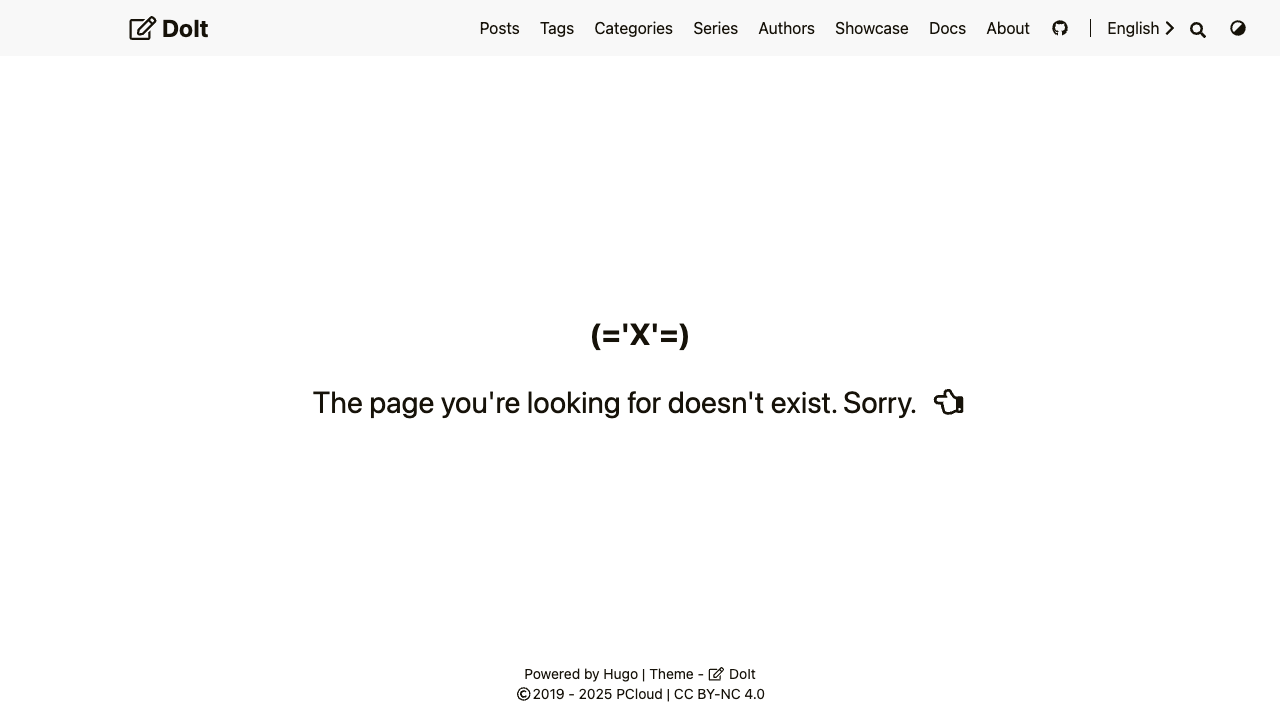 DoIt Posts Tags Categories Series Authors Showcase Docs About English
(='X'=)
The page you're looking for doesn't exist. Sorry.
Powered by Hugo | Theme - DoIt
© 2019 - 2025 PCloud | CC BY-NC 4.0